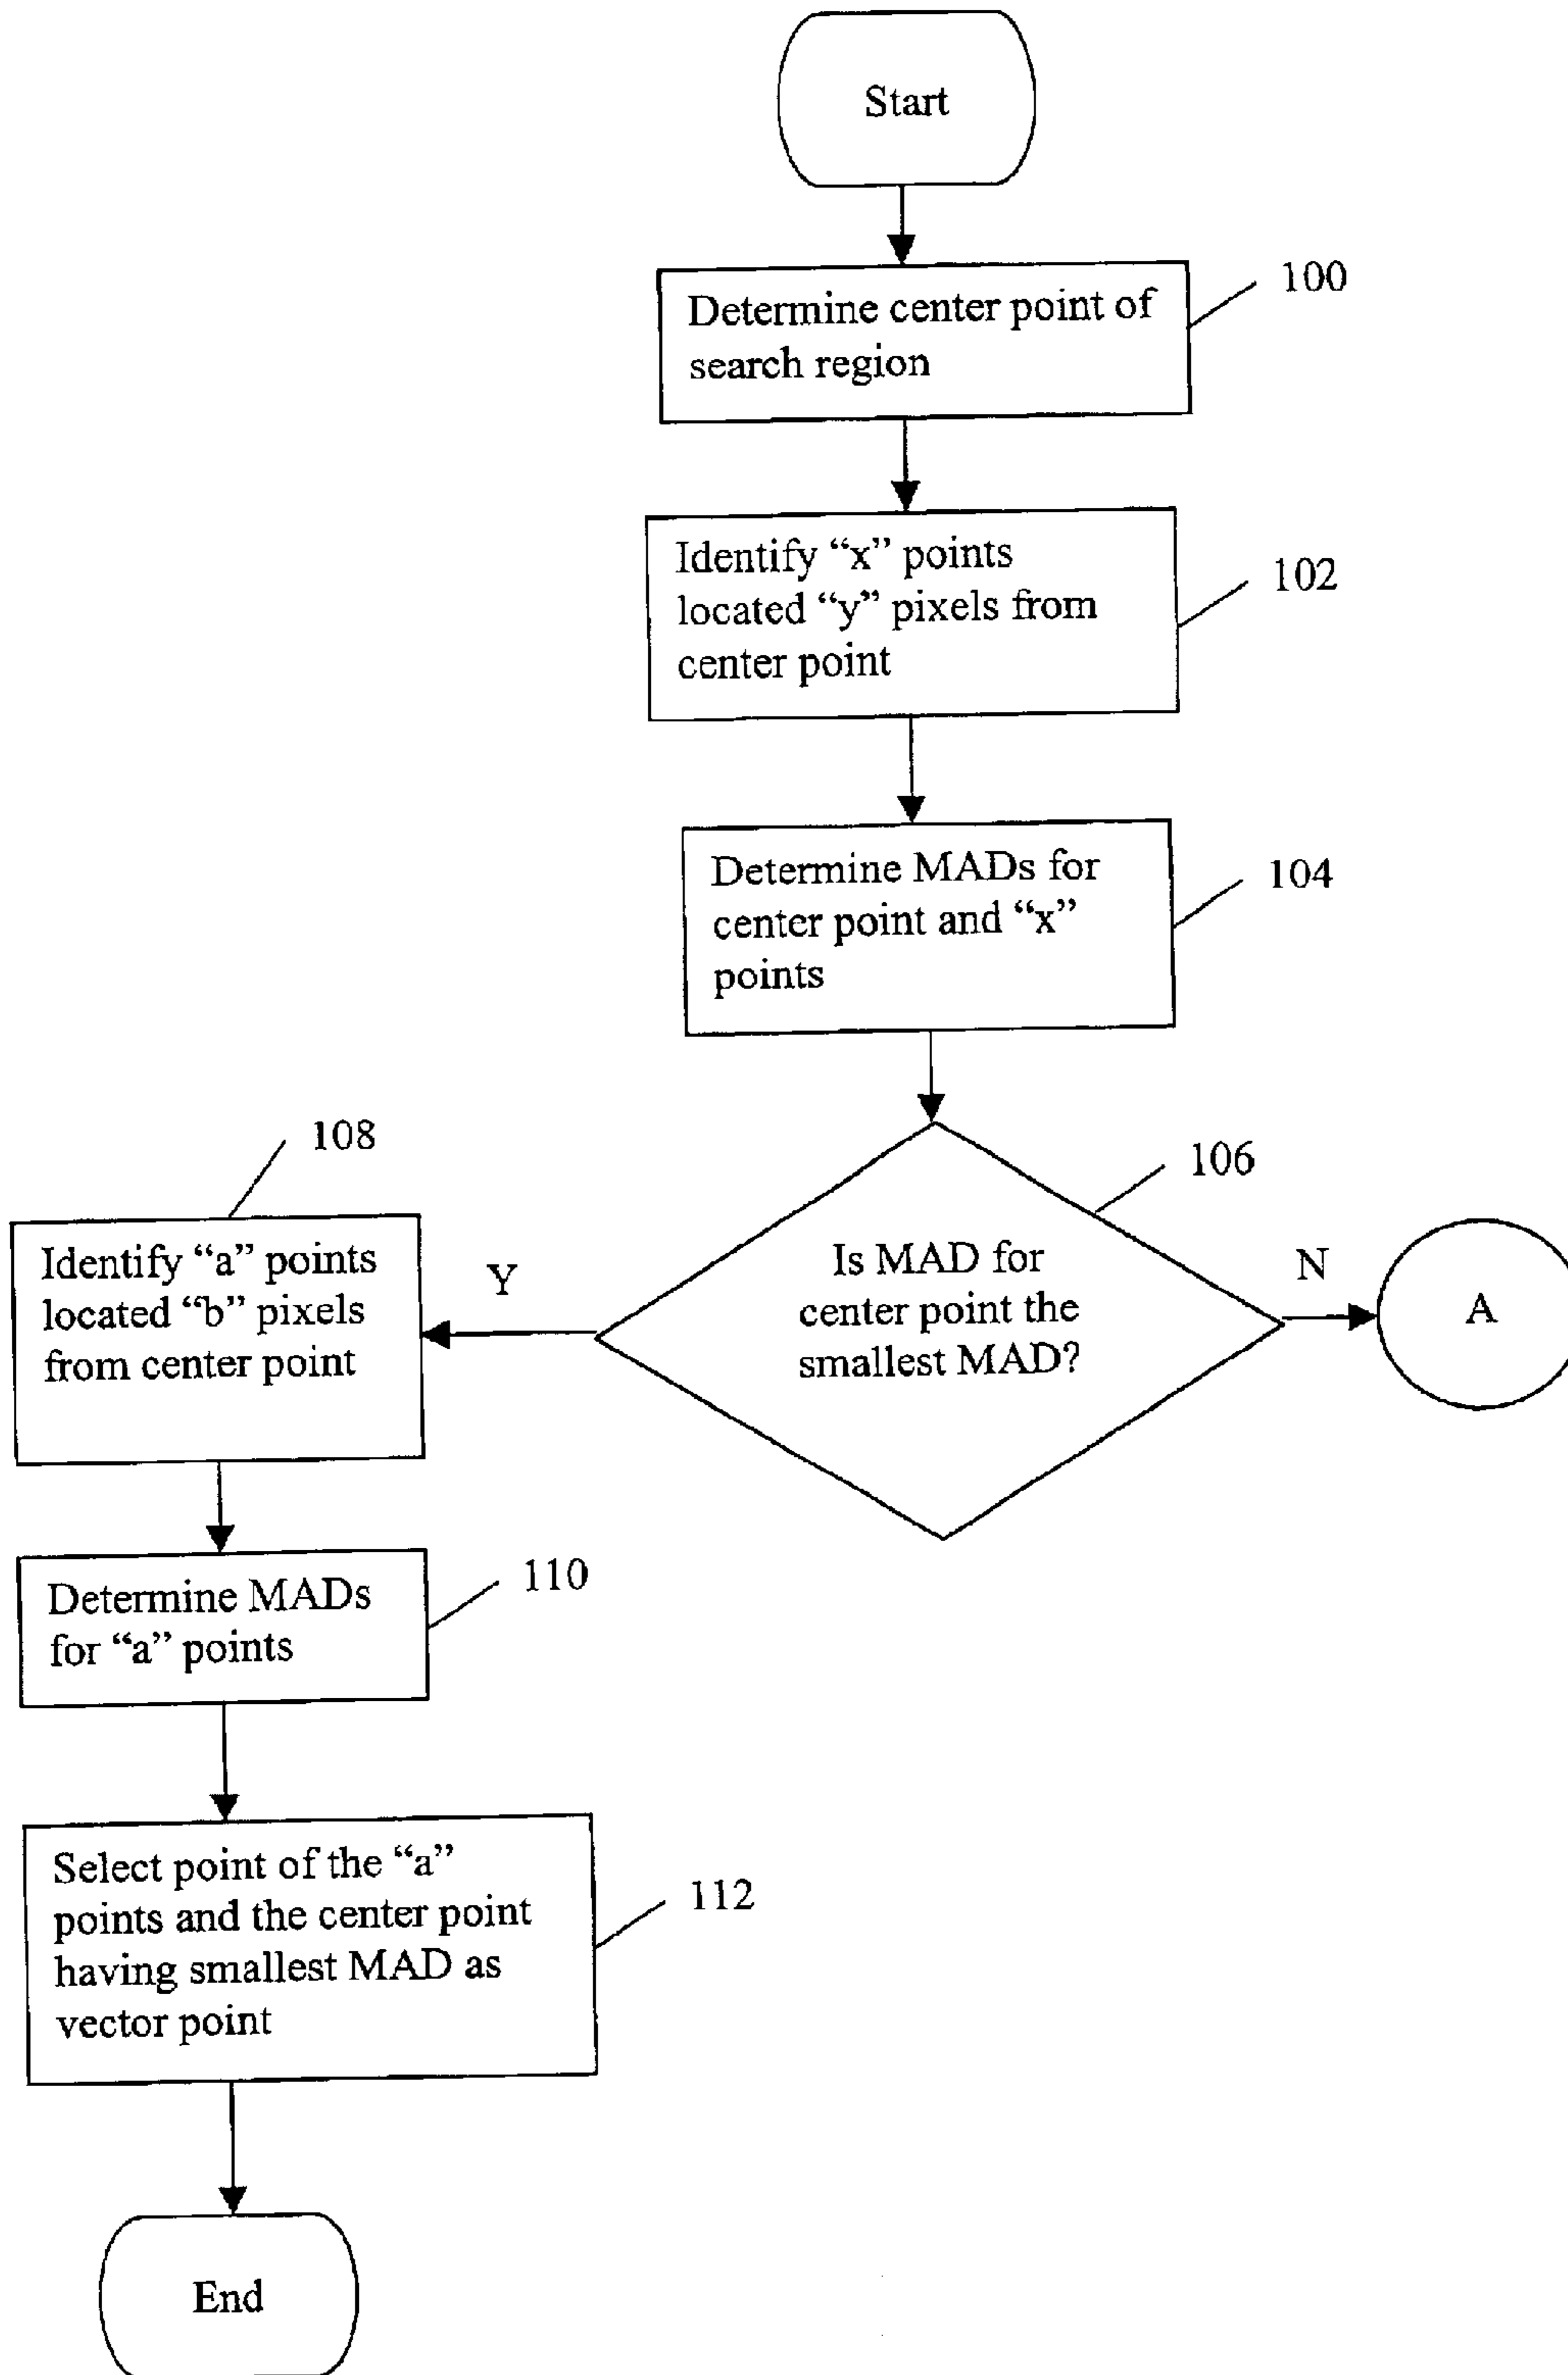 Start
Determine center point of
search region
100
Identify “x” points
located “y” pixels from
center point
102
Determine MADs for
center point and “x”
points
104
Is MAD for
center point the
smallest MAD?
106
N
A
Y
108
Identify “a” points
located “b” pixels
from center point
Determine MADs
for “a” points
110
Select point of the “a”
points and the center point
having smallest MAD as
vector point
112
End